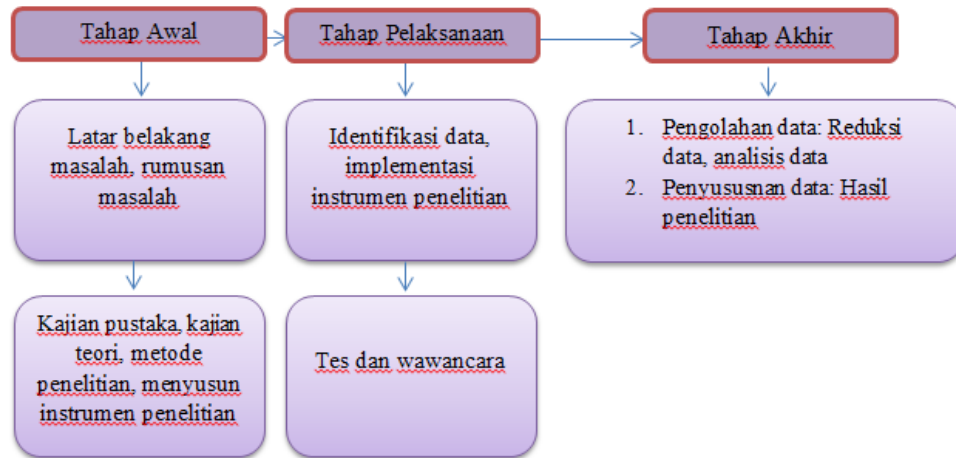 Tahap Awal
Tahap Pelaksanaan
Tahap Akhir
Latar belakang
masalah, rumusan
masalah
Identifikasi data,
implementasi
instrumen penelitian
1. Pengolahan data: Reduksi
data, analisis data
2. Penyususnan data: Hasil
penelitian
Kajian pustaka, kajian
teori, metode
penelitian, menyusun
instrumen penelitian
Tes dan wawancara